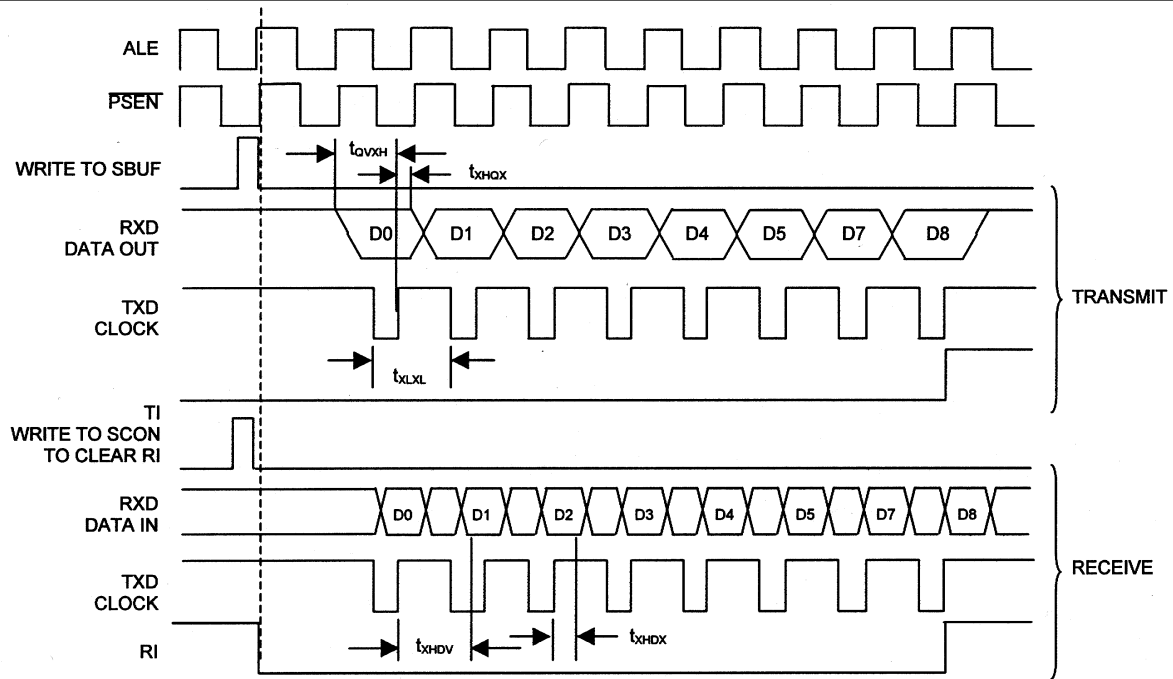 ALE
PSEN
WRITE TO SBUF
tQVXH
tXHQX
RXD
DATA OUT
D0 D1 D2 D3 D4 D5 D7 D8
TXD
CLOCK
TRANSMIT
tXLXL
TI
WRITE TO SCON
TO CLEAR RI
RXD
DATA IN
D0 D1 D2 D3 D4 D5 D7 D8
TXD
CLOCK
RECEIVE
RI
tXHDV
tXHDX